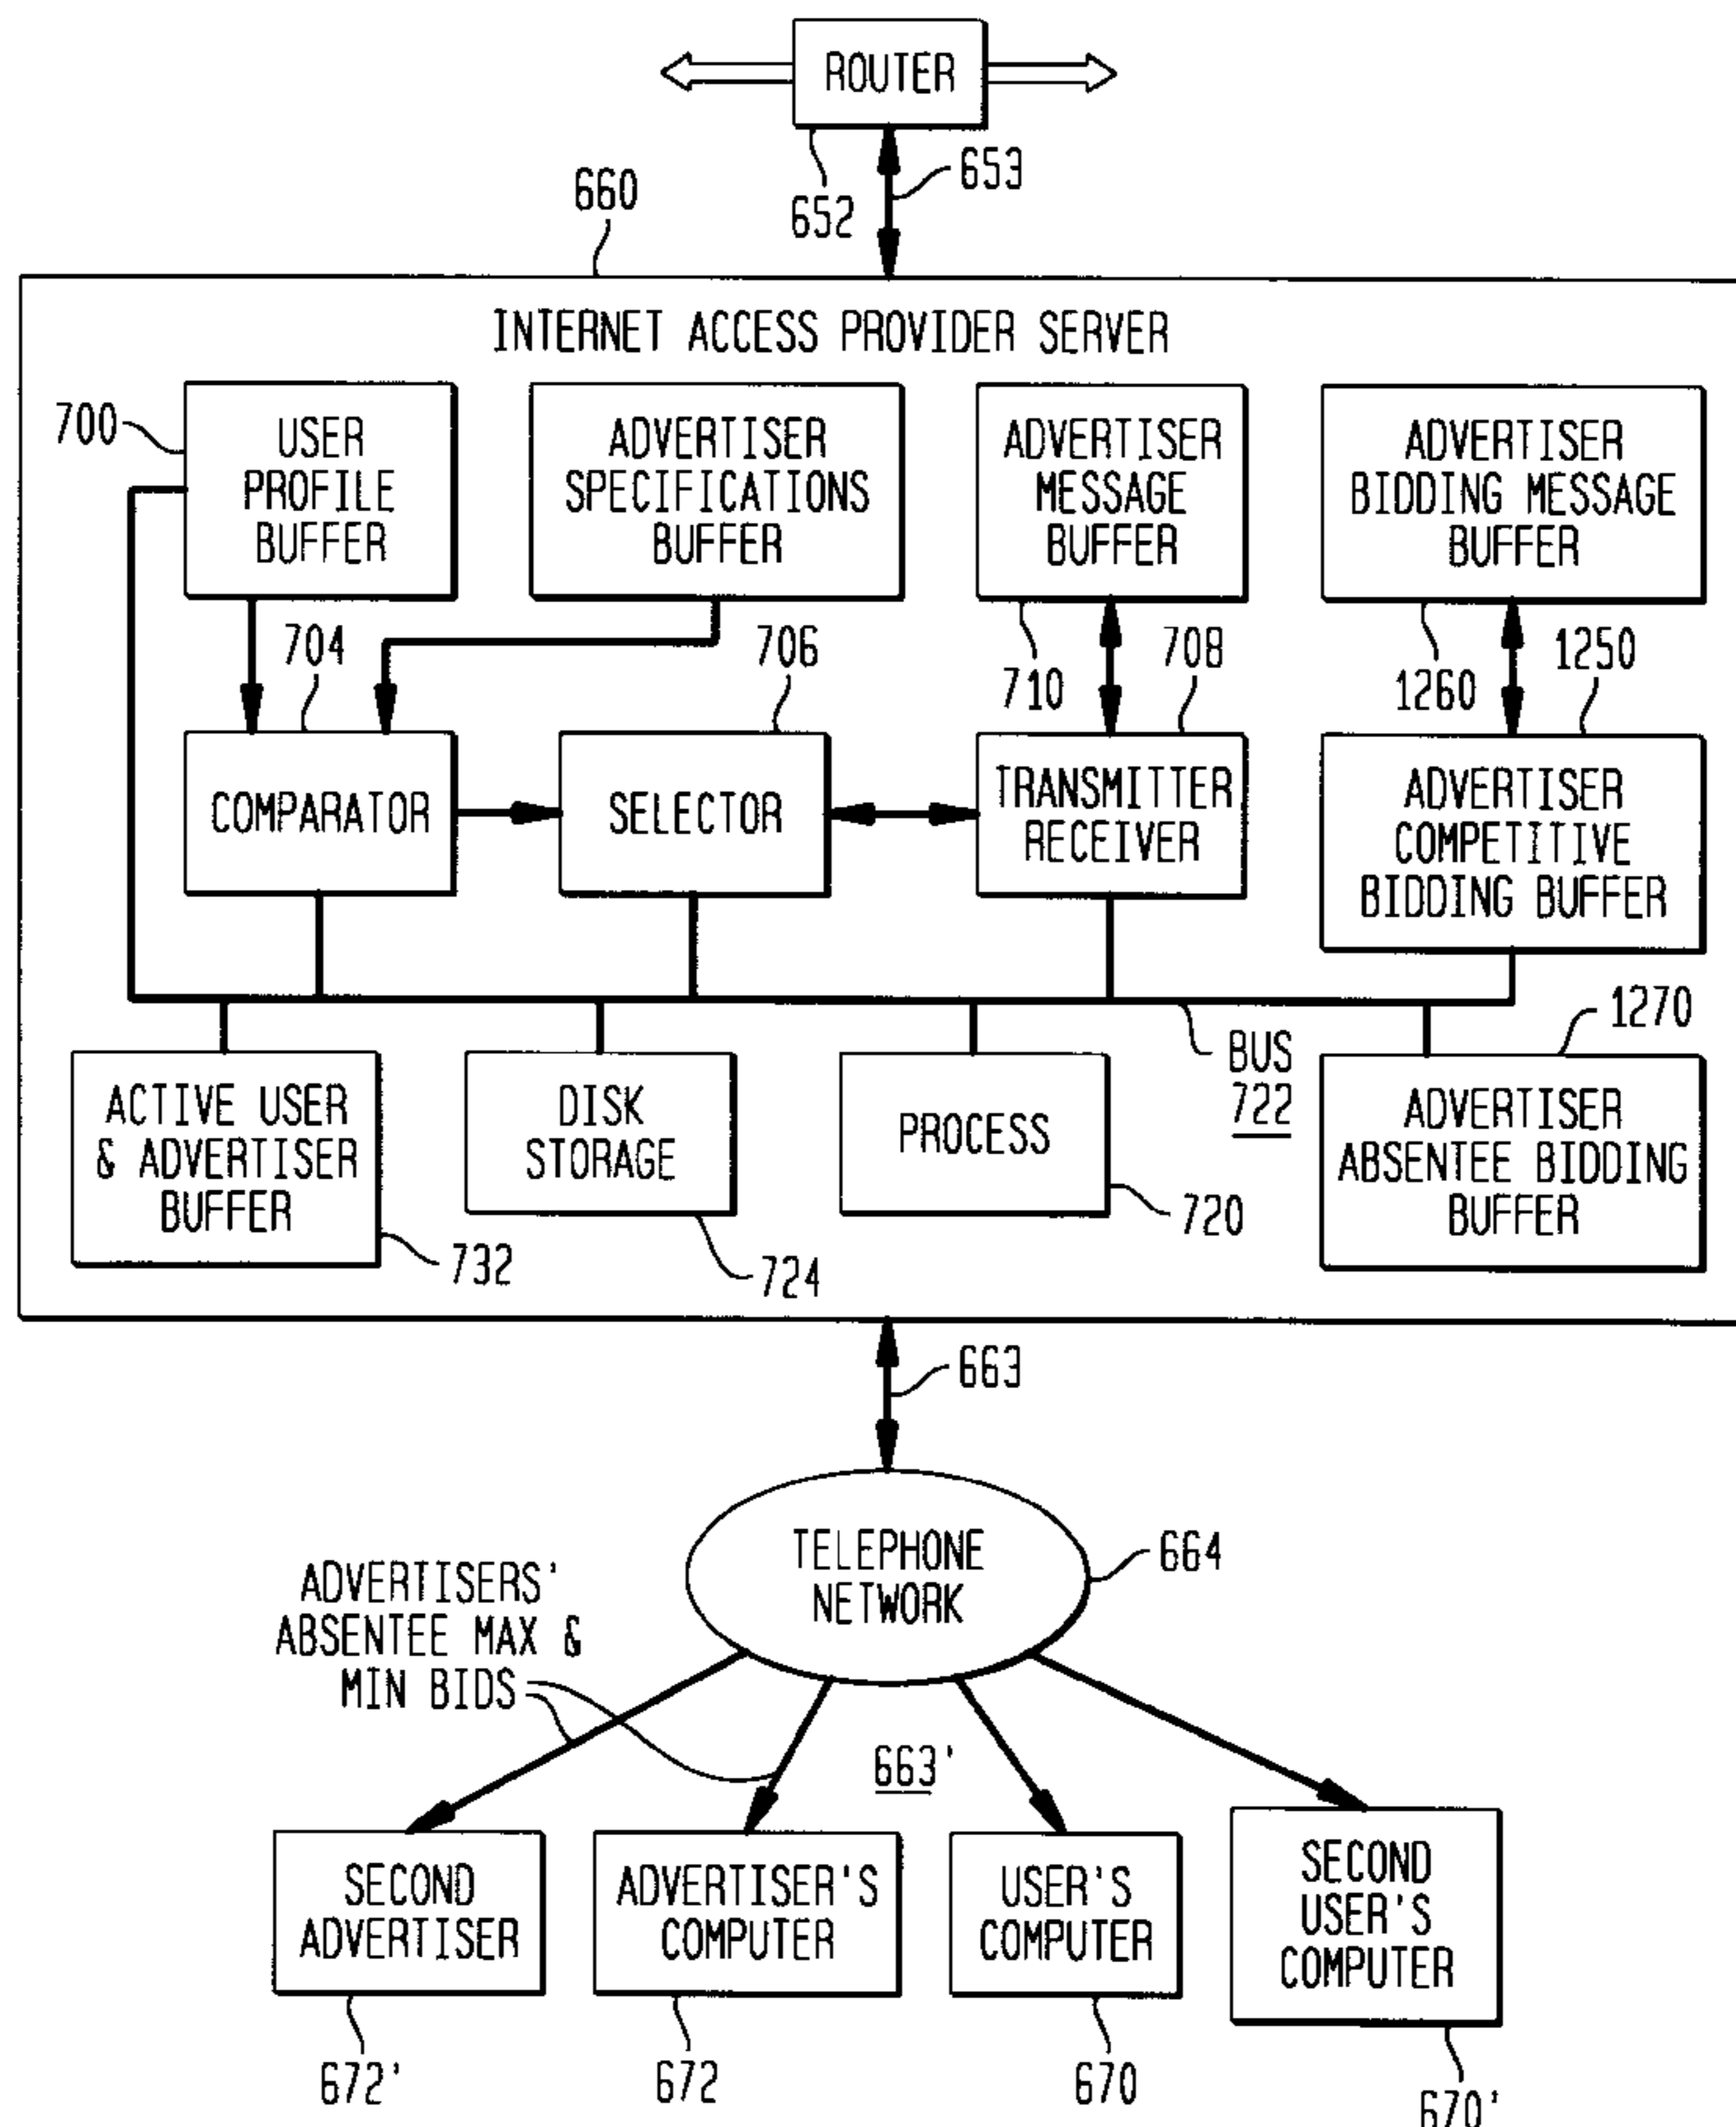 ROUTER
653
652
660
INTERNET ACCESS PROVIDER SERVER
700
USER
PROFILE
BUFFER
ADVERTISER
SPECIFICATIONS
BUFFER
ADVERTISER
MESSAGE
BUFFER
ADVERTISER
BIDDING MESSAGE
BUFFER
704
706
710
708
1260
1250
COMPARATOR
SELECTOR
TRANSMITTER
RECEIVER
ADVERTISER
COMPETITIVE
BIDDING BUFFER
1270
BUS
722
ACTIVE USER
& ADVERTISER
BUFFER
732
DISK
STORAGE
724
PROCESS
720
ADVERTISER
ABSENTEE BIDDING
BUFFER
663
TELEPHONE
NETWORK
664
ADVERTISERS'
ABSENTEE MAX &
MIN BIDS
663'
SECOND
ADVERTISER
ADVERTISER'S
COMPUTER
USER'S
COMPUTER
SECOND
USER'S
COMPUTER
672'
672
670
670'